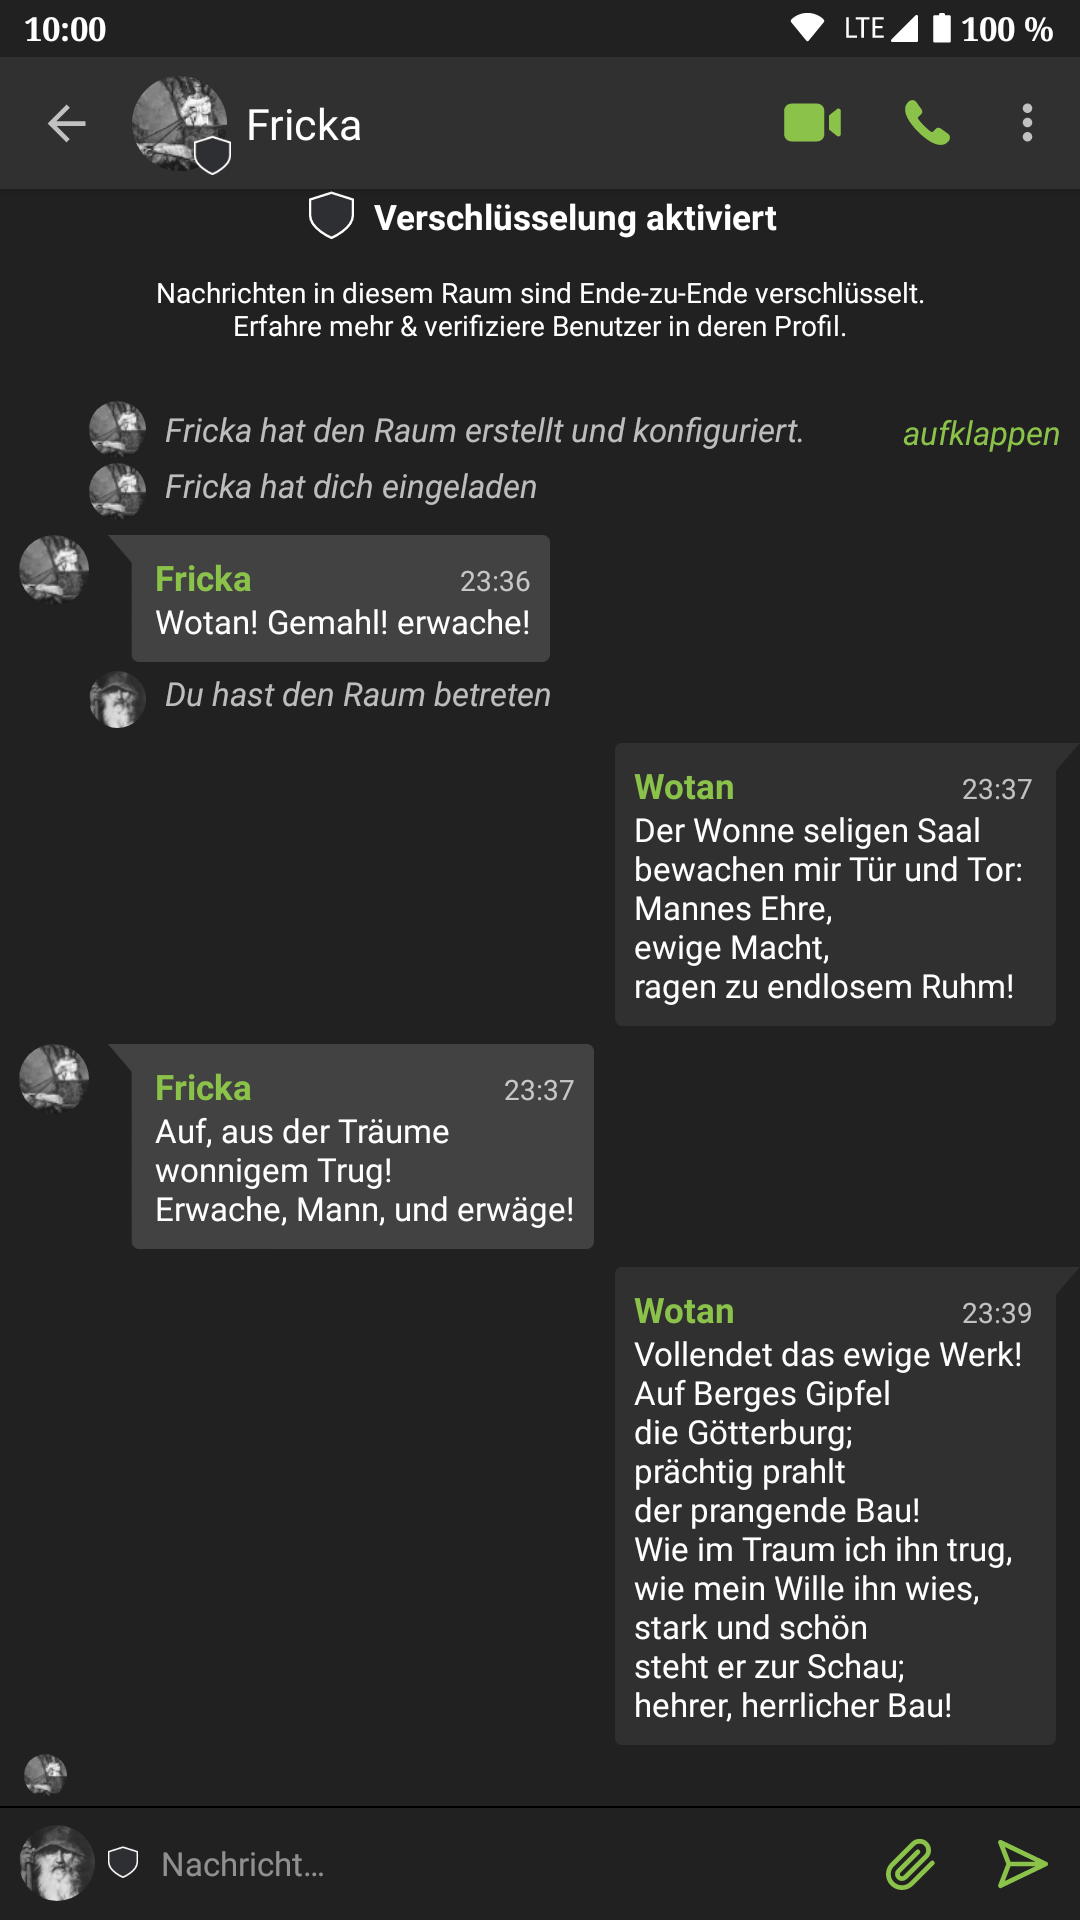 10:00 LTE 100 %
Fricka
Verschlüsselung aktiviert
Nachrichten in diesem Raum sind Ende-zu-Ende verschlüsselt.
Erfahre mehr & verifiziere Benutzer in deren Profil.
Fricka hat den Raum erstellt und konfiguriert. aufklappen
Fricka hat dich eingeladen
Fricka 23:36
Wotan! Gemahl! erwache!
Du hast den Raum betreten
Wotan 23:37
Der Wonne seligen Saal
bewachen mir Tür und Tor:
Mannes Ehre,
ewige Macht,
ragen zu endlosem Ruhm!
Fricka 23:37
Auf, aus der Träume
wonnigem Trug!
Erwache, Mann, und erwäge!
Wotan 23:39
Vollendet das ewige Werk!
Auf Berges Gipfel
die Götterburg;
prächtig prahlt
der prangende Bau!
Wie im Traum ich ihn trug,
wie mein Wille ihn wies,
stark und schön
steht er zur Schau;
hehrer, herrlicher Bau!
Nachricht…